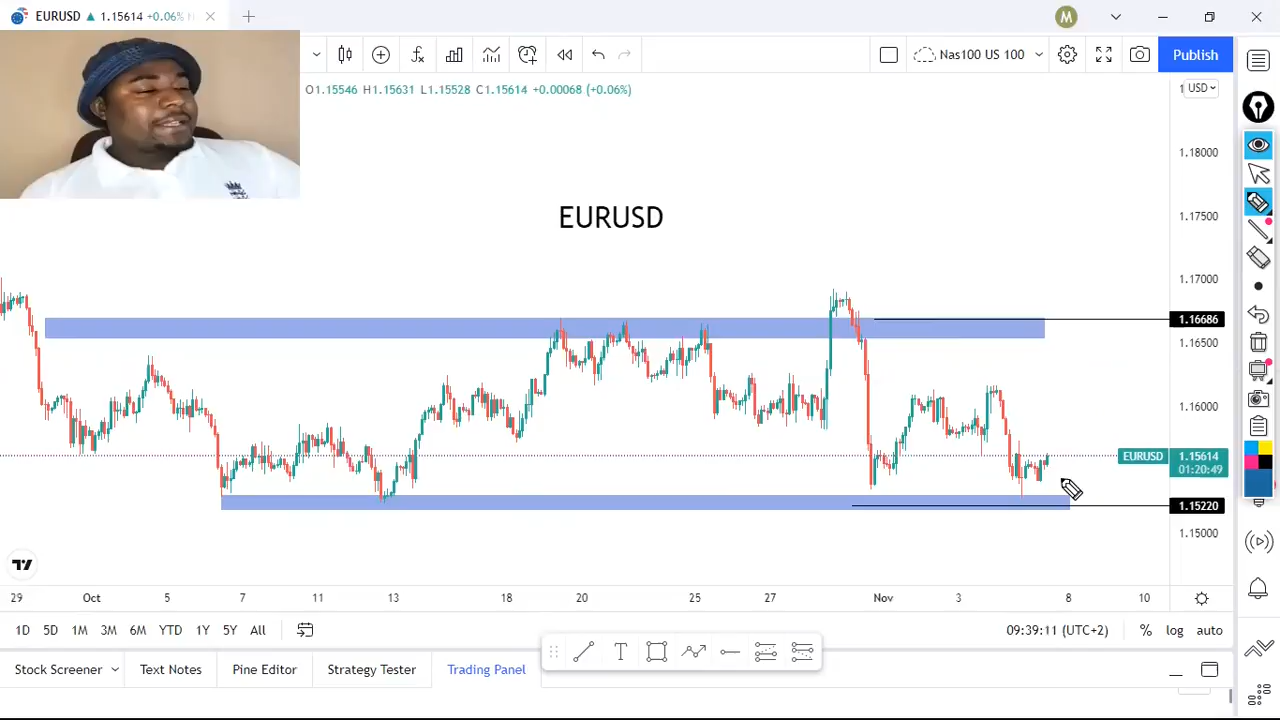 EURUSD ▲ 1.15614 +0.06%
M
Nas100 US 100
Publish
O1.15546 H1.15631 L1.15528 C1.15614 +0.00068 (+0.06%)
USD
1.18000
EURUSD
1.17500
1.17000
1.16686
1.16500
1.16000
EURUSD 1.15614
01:20:49
1.15220
1.15000
29 Oct 5 7 11 13 18 20 25 27 Nov 3 8 10
1D 5D 1M 3M 6M YTD 1Y 5Y All 09:39:11 (UTC+2) % log auto
Stock Screener Text Notes Pine Editor Strategy Tester Trading Panel